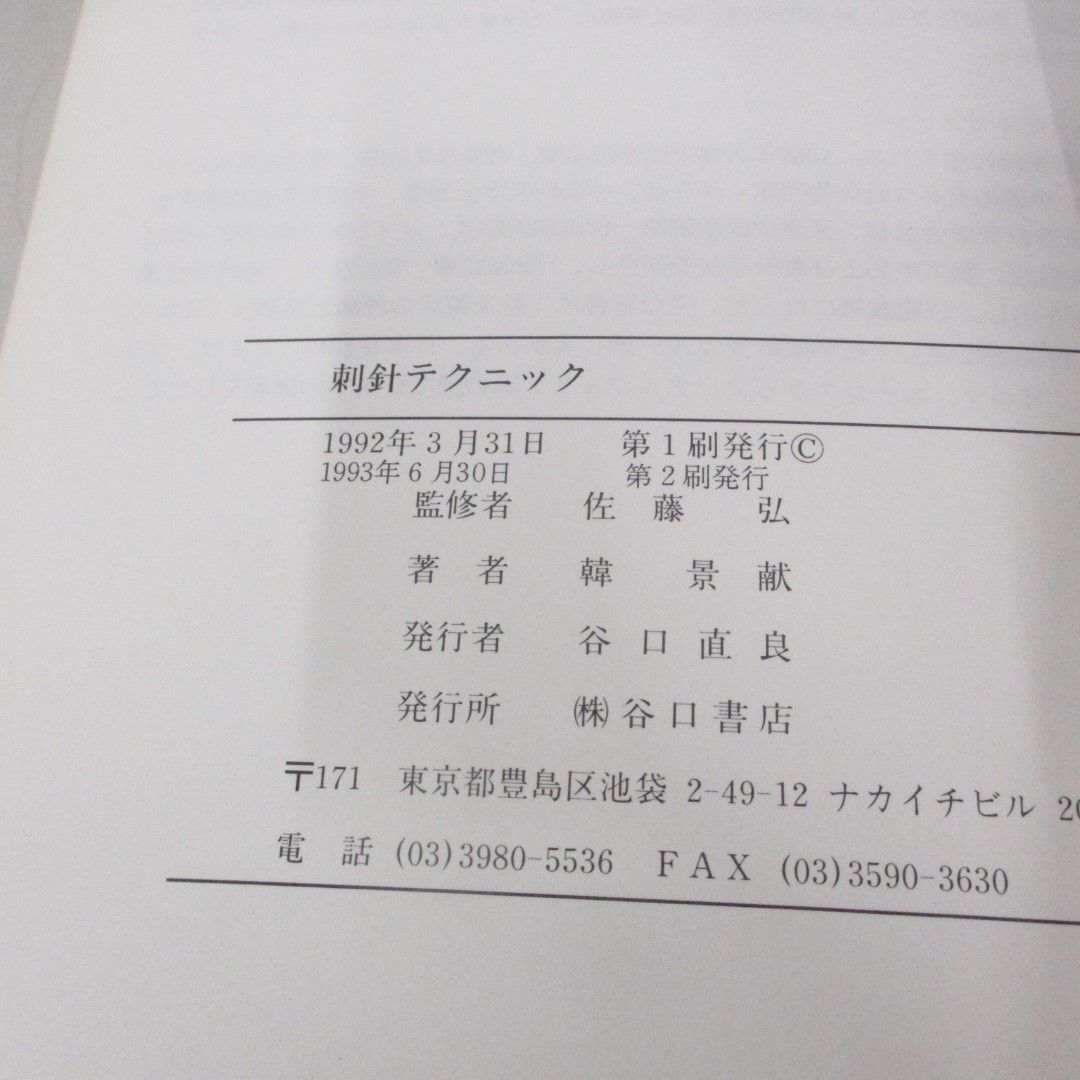 刺針テクニック
1992年3月31日　第1刷発行©
1993年6月30日　第2刷発行
監修者　佐藤　弘
著者　韓　景献
発行者　谷口直良
発行所　㈱谷口書店
〒171　東京都豊島区池袋 2-49-12 ナカイチビル 20
電話 (03)3980-5536　FAX (03)3590-3630